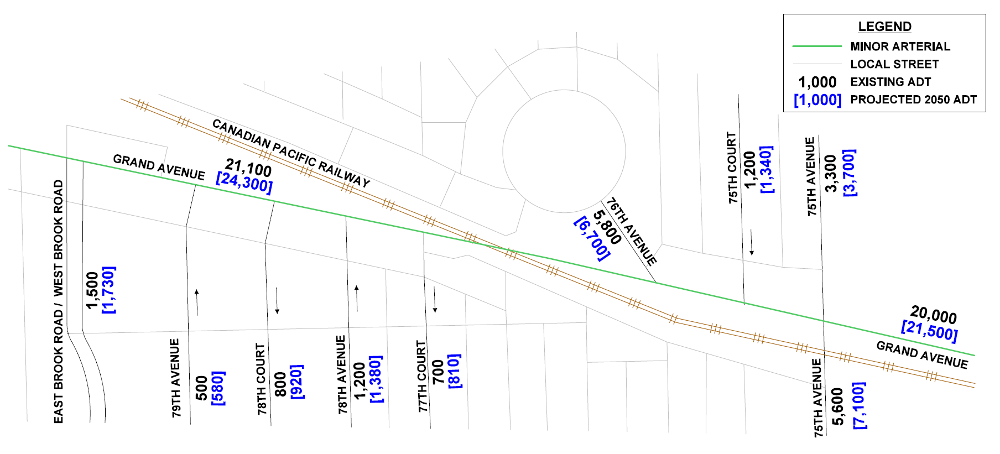 LEGEND
MINOR ARTERIAL
LOCAL STREET
1,000 EXISTING ADT
[1,000] PROJECTED 2050 ADT
CANADIAN PACIFIC RAILWAY
GRAND AVENUE
21,100
[24,300]
EAST BROOK ROAD / WEST BROOK ROAD
1,500
[1,730]
79TH AVENUE
500
[580]
78TH COURT
800
[920]
78TH AVENUE
1,200
[1,380]
77TH COURT
700
[810]
76TH AVENUE
5,800
[6,700]
75TH COURT
1,200
[1,340]
75TH AVENUE
3,300
[3,700]
20,000
[21,500]
GRAND AVENUE
75TH AVENUE
5,600
[7,100]